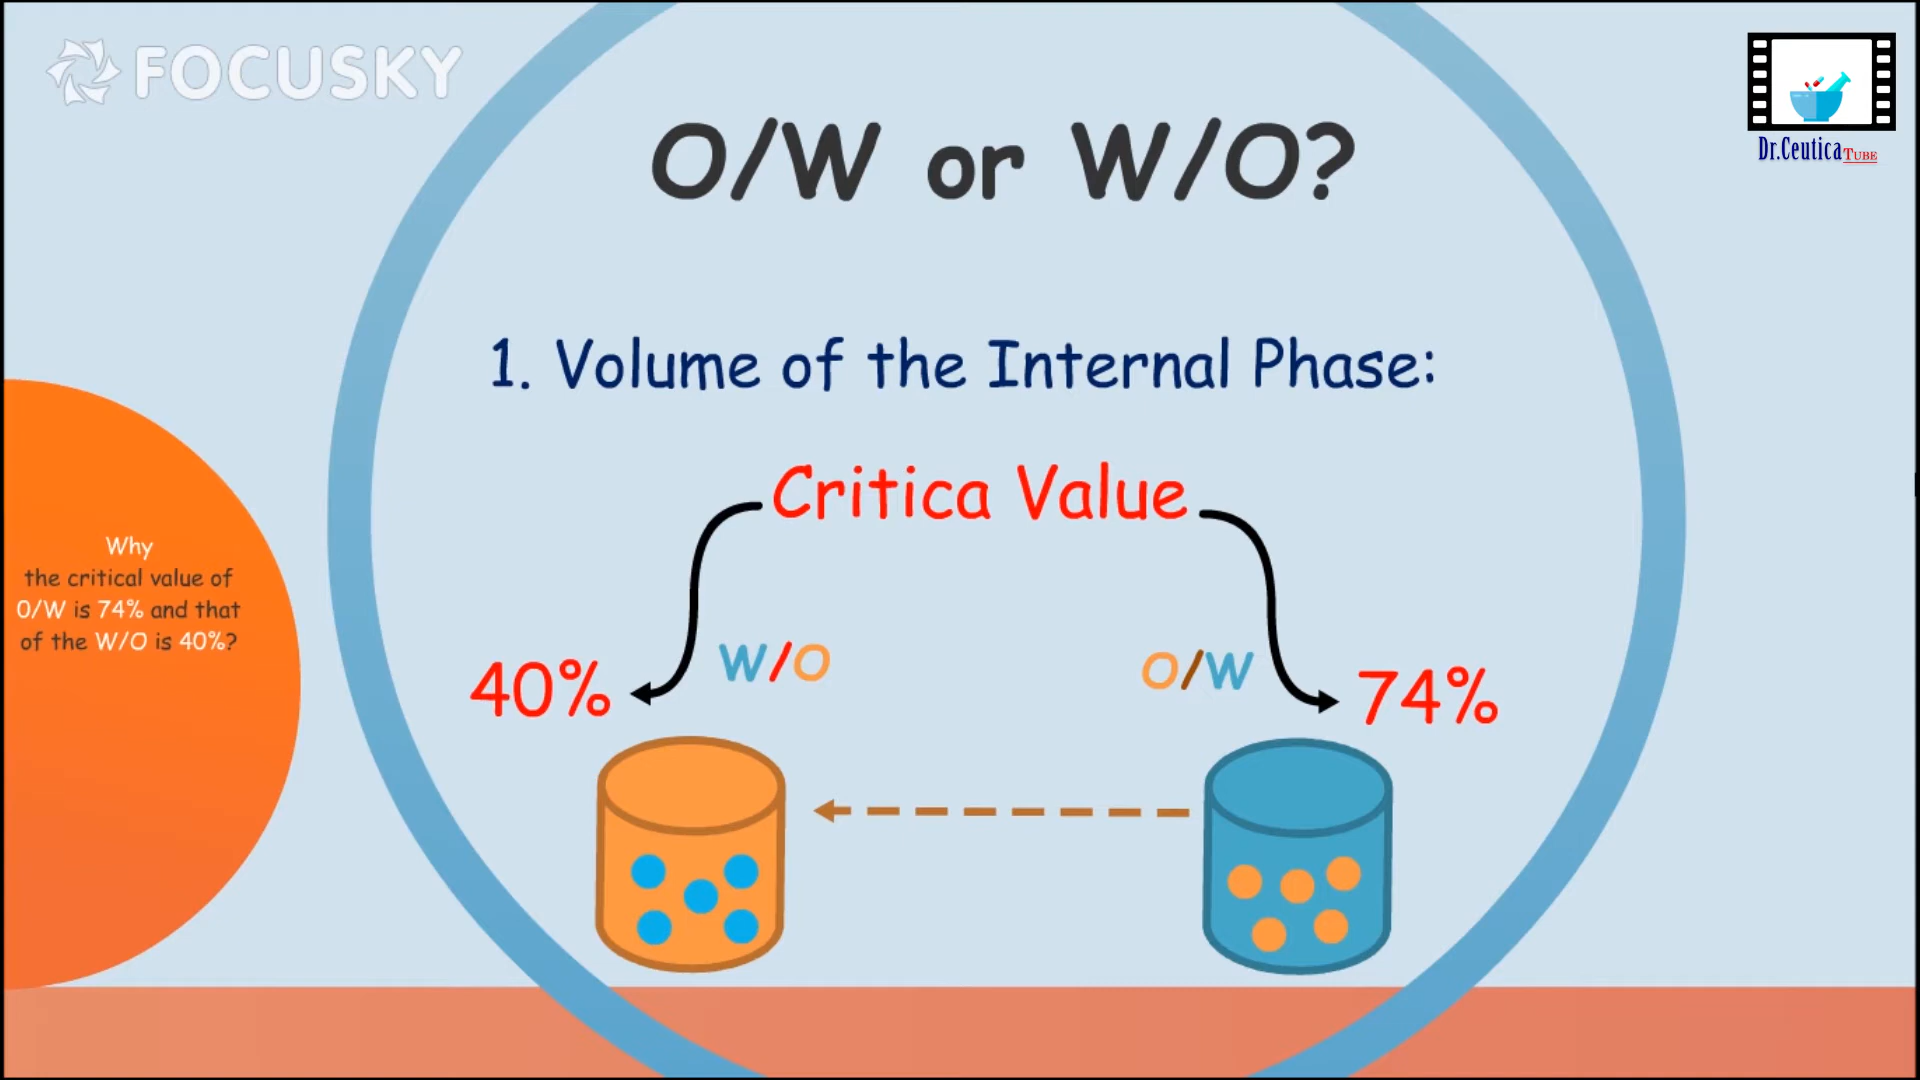 FOCUSKY
Dr.Ceutica TUBE
O/W or W/O?
1. Volume of the Internal Phase:
Critica Value
Why
the critical value of
O/W is 74% and that
of the W/O is 40%?
40%
W/O
O/W
74%